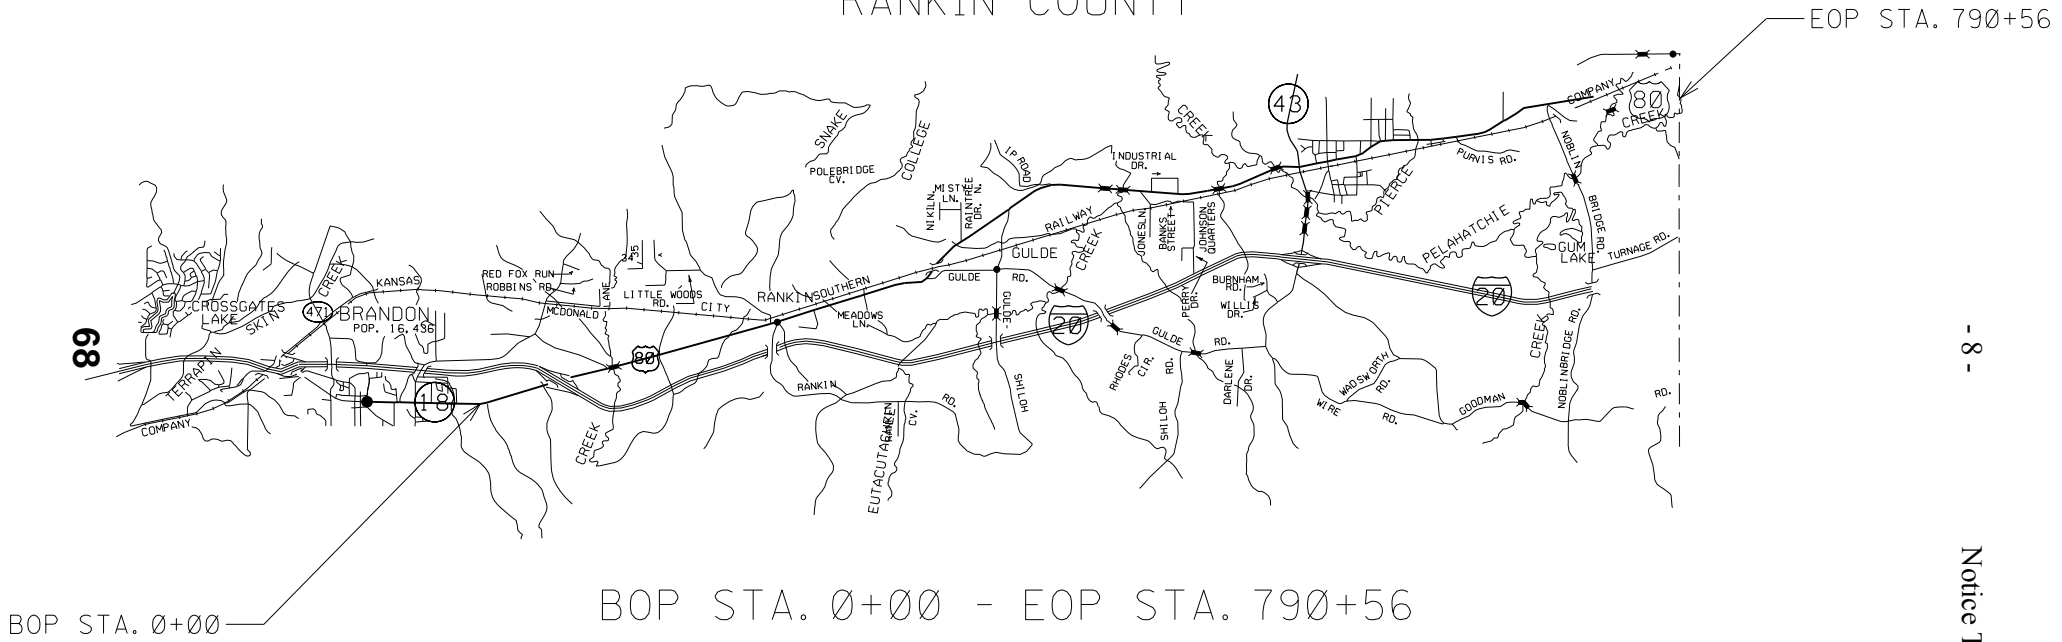 RANKIN COUNTY
EOP STA. 790+56
COMPANY
80
CREEK
43
CREEK
SNAKE
COLLEGE
POLEBRIDGE
CV.
IP ROAD
INDUSTRIAL
DR.
PURVIS RD.
NOBLIN
BRIDGE RD.
PIERCE
NIKI LN.
MISTY
LN.
RAINTREE
DR. N.
RAILWAY
JONES LN.
BANKS
STREET
JOHNSON
QUARTERS
PELAHATCHIE
GUM
LAKE
TURNAGE RD.
GULDE
CREEK
34
35
RED FOX RUN
ROBBINS RD.
LANE
LITTLE WOODS
RD.
KANSAS
CREEK
CROSSGATES
LAKE
SKIN
TERRAPIN
471
BRANDON
POP. 16,436
MCDONALD
CITY
RANKIN
SOUTHERN
MEADOWS
LN.
GULDE
RD.
GULDE-
SHILOH
20
PERRY
DR.
BURNHAM
RD.
WILLIS
DR.
20
CREEK
NOBLINBRIDGE RD.
GULDE
RD.
RHODES
CIR.
SHILOH
RD.
DARLENE
DR.
WADSWORTH
RD.
WIRE
RD.
GOODMAN
RD.
80
18
COMPANY
CREEK
RANKIN
RD.
CV.
EUTACUTACHEE
68
- 8 -
Notice T
BOP STA. 0+00 - EOP STA. 790+56
BOP STA. 0+00